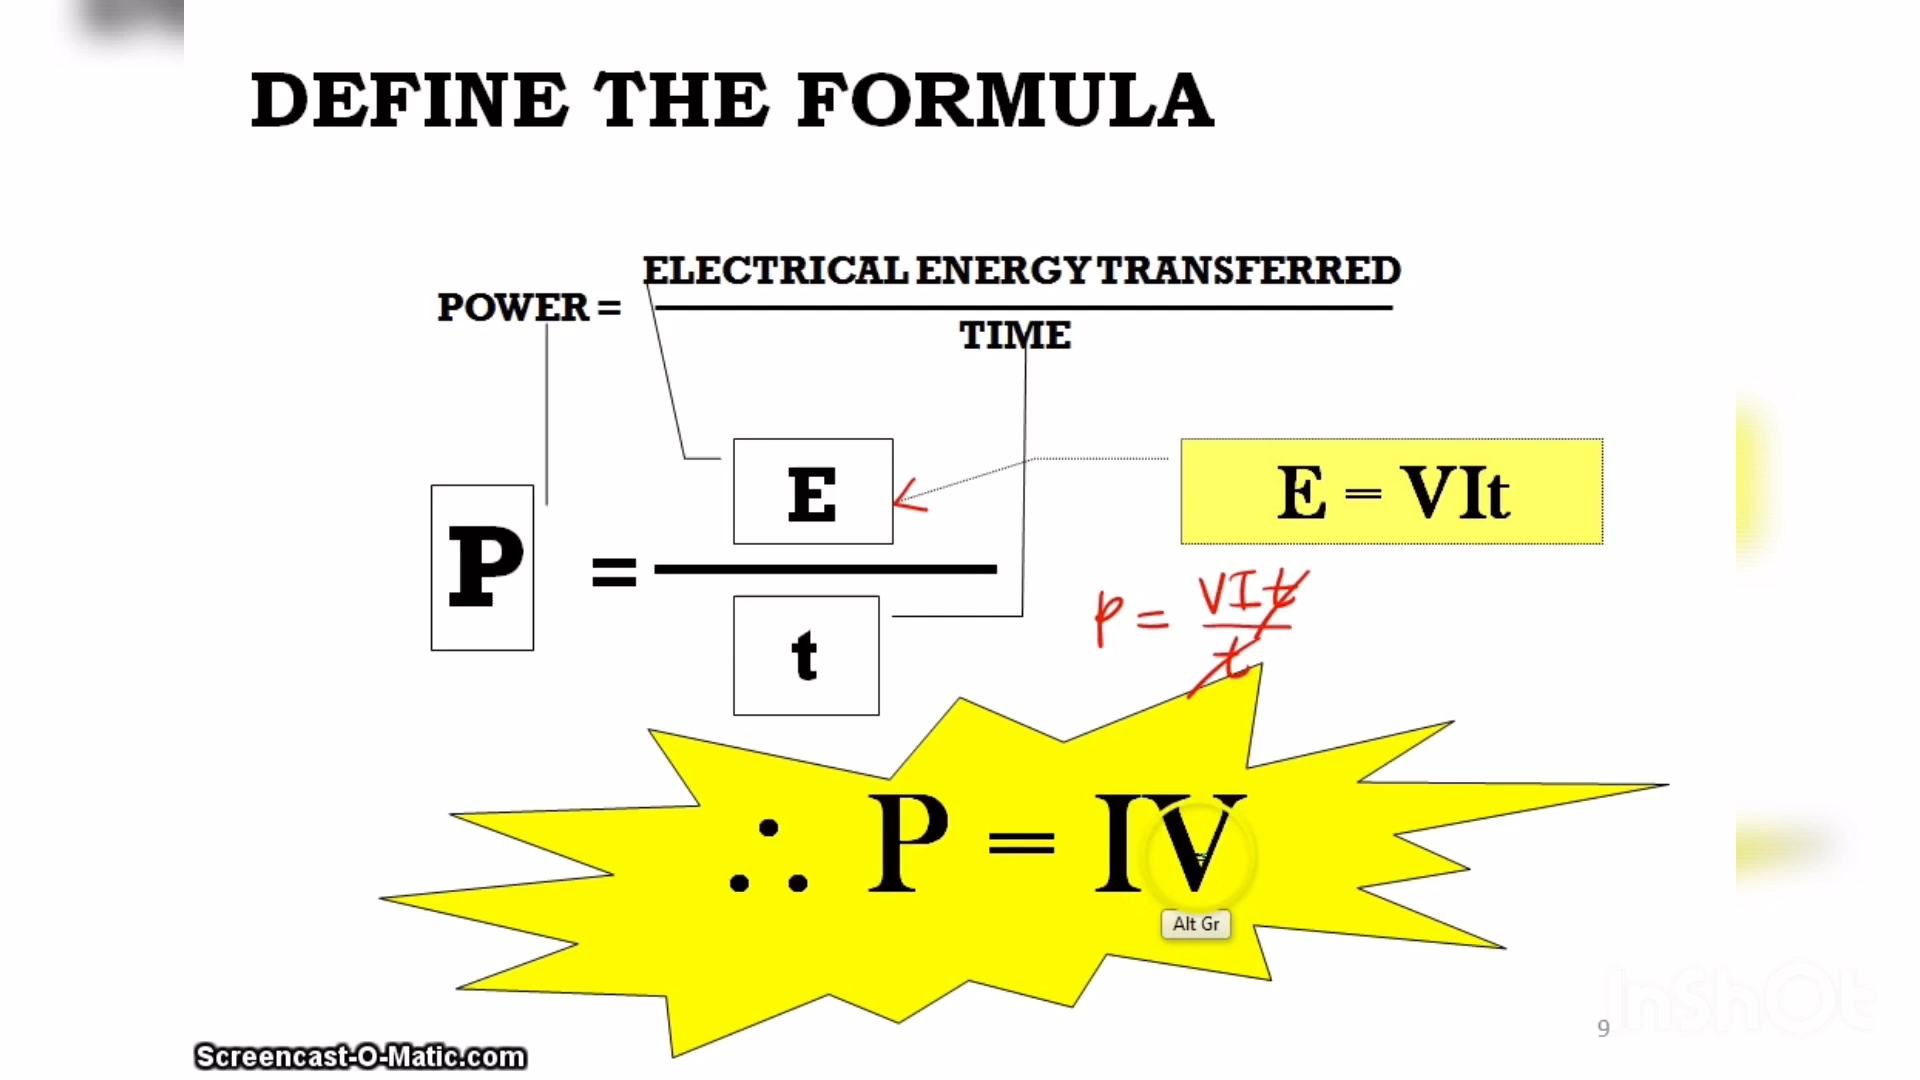 DEFINE THE FORMULA
ELECTRICAL ENERGY TRANSFERRED
POWER =
TIME
E
E = VIt
P =
t
P = VIt
t
∴ P = IV
Alt Gr
InShOt
9
Screencast-O-Matic.com